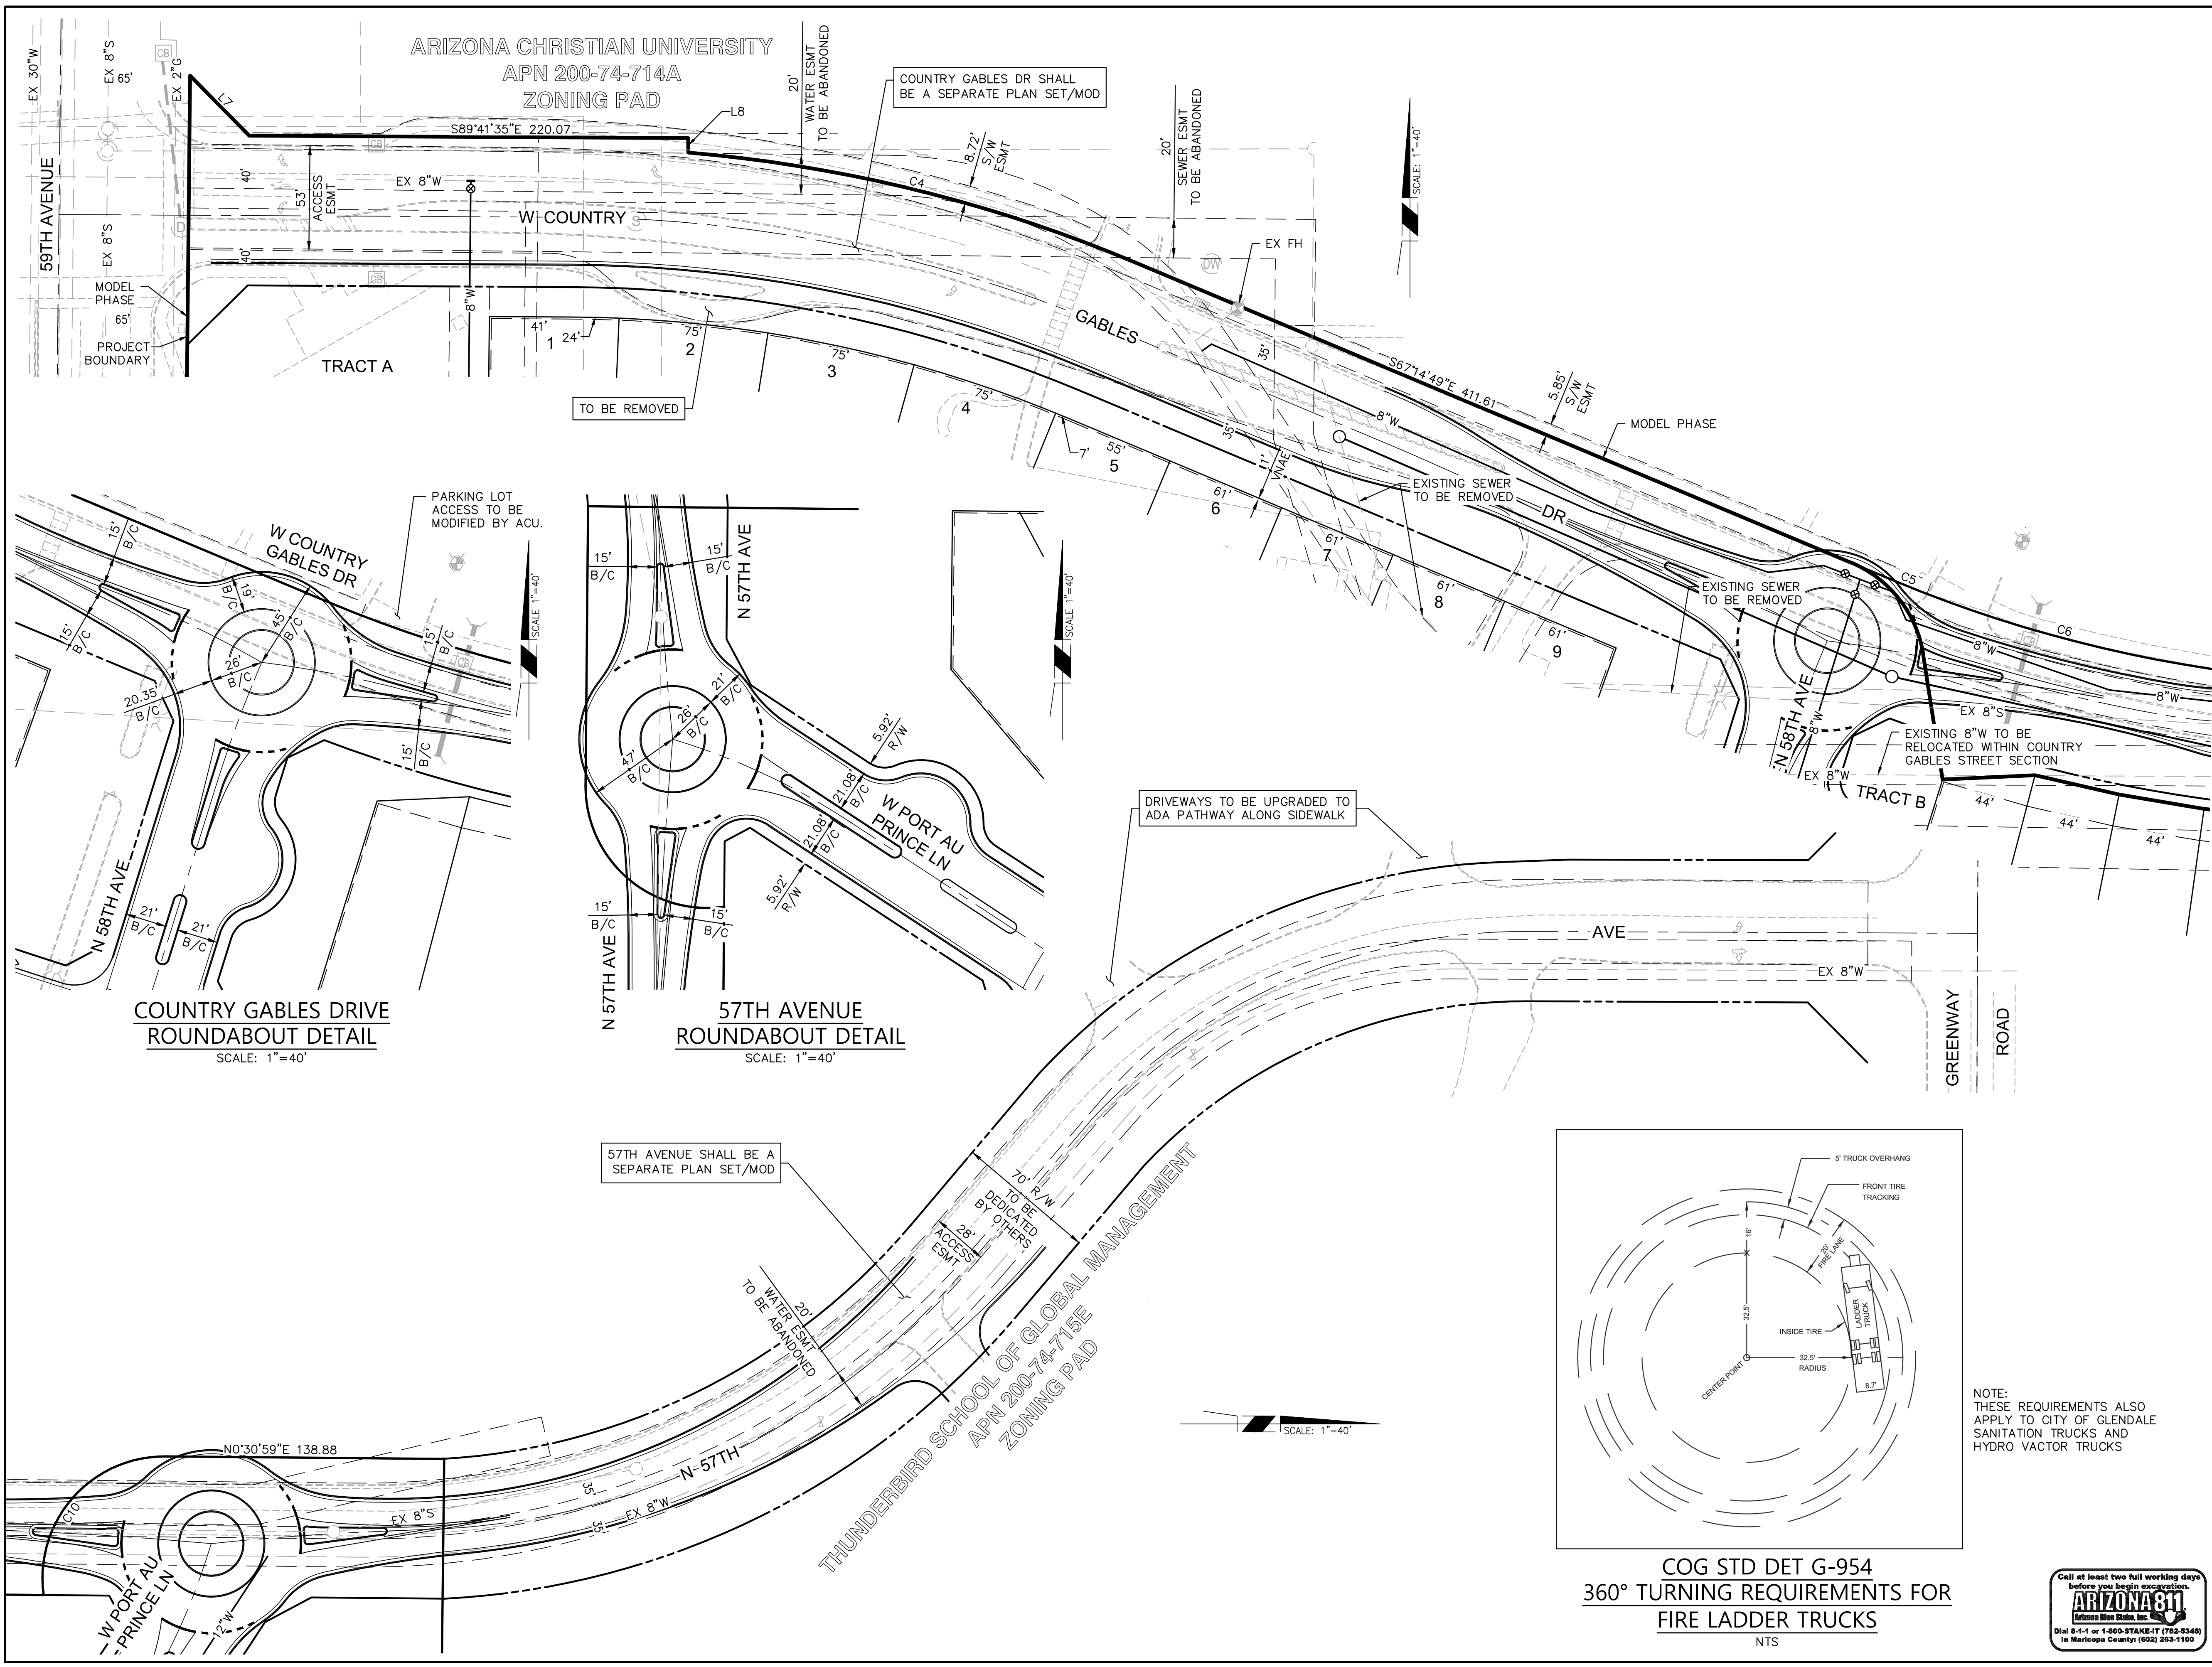 ARIZONA CHRISTIAN UNIVERSITY
APN 200-74-714A
ZONING PAD
EX 30"W
EX 8"S
65'
EX 2"G
CB
L7
S89°41'35"E 220.07
L8
20'
WATER ESMT
TO BE ABANDONED
COUNTRY GABLES DR SHALL
BE A SEPARATE PLAN SET/MOD
8.72'
S/W
ESMT
20'
SEWER ESMT
TO BE ABANDONED
SCALE: 1"=40'
59TH AVENUE
EX 8"S
40'
53'
ACCESS
ESMT
40'
EX 8"W
CB
W COUNTRY
S
D
C4
EX FH
DW
MODEL
PHASE
65'
PROJECT
BOUNDARY
CB
8"W
TRACT A
41'
1
24'
75'
2
75'
3
75'
4
7'
55'
5
61'
6
61'
7
61'
8
61'
9
TO BE REMOVED
GABLES
35'
35'
8"W
S67°14'49"E 411.61
5.85'
S/W
ESMT
MODEL PHASE
1'
VNAE
EXISTING SEWER
TO BE REMOVED
DR
EXISTING SEWER
TO BE REMOVED
C5
C6
CB
8"W
8"W
N 58TH AVE
8"W
EX 8"S
EXISTING 8"W TO BE
RELOCATED WITHIN COUNTRY
GABLES STREET SECTION
EX 8"W
TRACT B
44'
44'
44'
PARKING LOT
ACCESS TO BE
MODIFIED BY ACU.
W COUNTRY
GABLES DR
15'
B/C
19'
B/C
45'
B/C
15'
B/C
26'
B/C
20.35'
B/C
15'
B/C
CB
15'
B/C
21'
B/C
21'
B/C
N 58TH AVE
SCALE 1"=40'
COUNTRY GABLES DRIVE
ROUNDABOUT DETAIL
SCALE: 1"=40'
15'
B/C
15'
B/C
N 57TH AVE
21'
B/C
26'
B/C
47'
B/C
5.92'
R/W
21.08'
B/C
21.08'
B/C
5.92'
R/W
W PORT AU
PRINCE LN
15'
B/C
15'
B/C
N 57TH AVE
SCALE 1"=40'
57TH AVENUE
ROUNDABOUT DETAIL
SCALE: 1"=40'
DRIVEWAYS TO BE UPGRADED TO
ADA PATHWAY ALONG SIDEWALK
AVE
EX 8"W
GREENWAY
ROAD
57TH AVENUE SHALL BE A
SEPARATE PLAN SET/MOD
70' R/W
TO BE
DEDICATED
BY OTHERS
28'
ACCESS
ESMT
20'
WATER ESMT
TO BE ABANDONED
THUNDERBIRD SCHOOL OF GLOBAL MANAGEMENT
APN 200-74-715E
ZONING PAD
SCALE: 1"=40'
N0°30'59"E 138.88
C10
EX 8"S
35'
35'
EX 8"W
N 57TH
W PORT AU
PRINCE LN
12"W
5' TRUCK OVERHANG
FRONT TIRE
TRACKING
16'
20'
FIRE LANE
32.5'
LADDER
TRUCK
INSIDE TIRE
32.5'
RADIUS
CENTER POINT
8.7'
COG STD DET G-954
360° TURNING REQUIREMENTS FOR
FIRE LADDER TRUCKS
NTS
NOTE:
THESE REQUIREMENTS ALSO
APPLY TO CITY OF GLENDALE
SANITATION TRUCKS AND
HYDRO VACTOR TRUCKS
Call at least two full working days
before you begin excavation.
ARIZONA811
Arizona Blue Stake, Inc.
Dial 8-1-1 or 1-800-STAKE-IT (782-5348)
In Maricopa County: (602) 263-1100